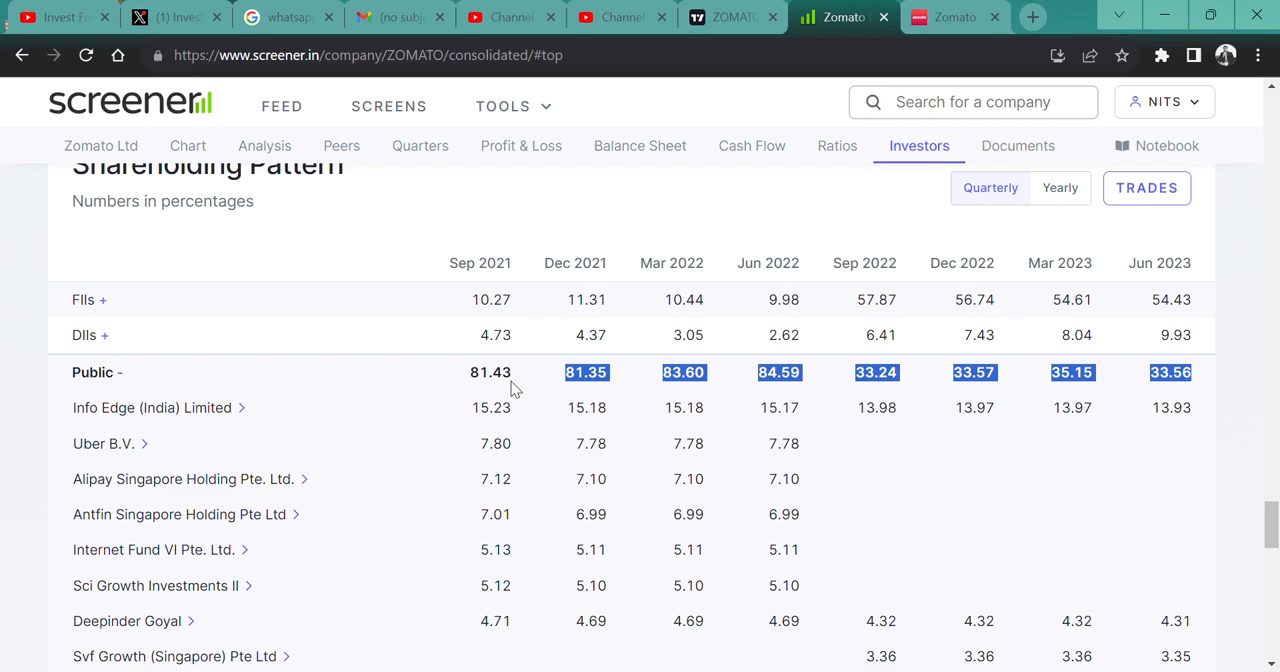 Invest Fo
(1) Invest
whatsapp
(no subje
Channel
Channel
ZOMATO
Zomato
Zomato
https://www.screener.in/company/ZOMATO/consolidated/#top
screener
FEED
SCREENS
TOOLS
Search for a company
NITS
Zomato Ltd
Chart
Analysis
Peers
Quarters
Profit & Loss
Balance Sheet
Cash Flow
Ratios
Investors
Documents
Notebook
Shareholding Pattern
Numbers in percentages
Quarterly
Yearly
TRADES
Sep 2021 Dec 2021 Mar 2022 Jun 2022 Sep 2022 Dec 2022 Mar 2023 Jun 2023
FIIs + 10.27 11.31 10.44 9.98 57.87 56.74 54.61 54.43
DIIs + 4.73 4.37 3.05 2.62 6.41 7.43 8.04 9.93
Public - 81.43 81.35 83.60 84.59 33.24 33.57 35.15 33.56
Info Edge (India) Limited 15.23 15.18 15.18 15.17 13.98 13.97 13.97 13.93
Uber B.V. 7.80 7.78 7.78 7.78
Alipay Singapore Holding Pte. Ltd. 7.12 7.10 7.10 7.10
Antfin Singapore Holding Pte Ltd 7.01 6.99 6.99 6.99
Internet Fund VI Pte. Ltd. 5.13 5.11 5.11 5.11
Sci Growth Investments II 5.12 5.10 5.10 5.10
Deepinder Goyal 4.71 4.69 4.69 4.69 4.32 4.32 4.32 4.31
Svf Growth (Singapore) Pte Ltd 3.36 3.36 3.36 3.35